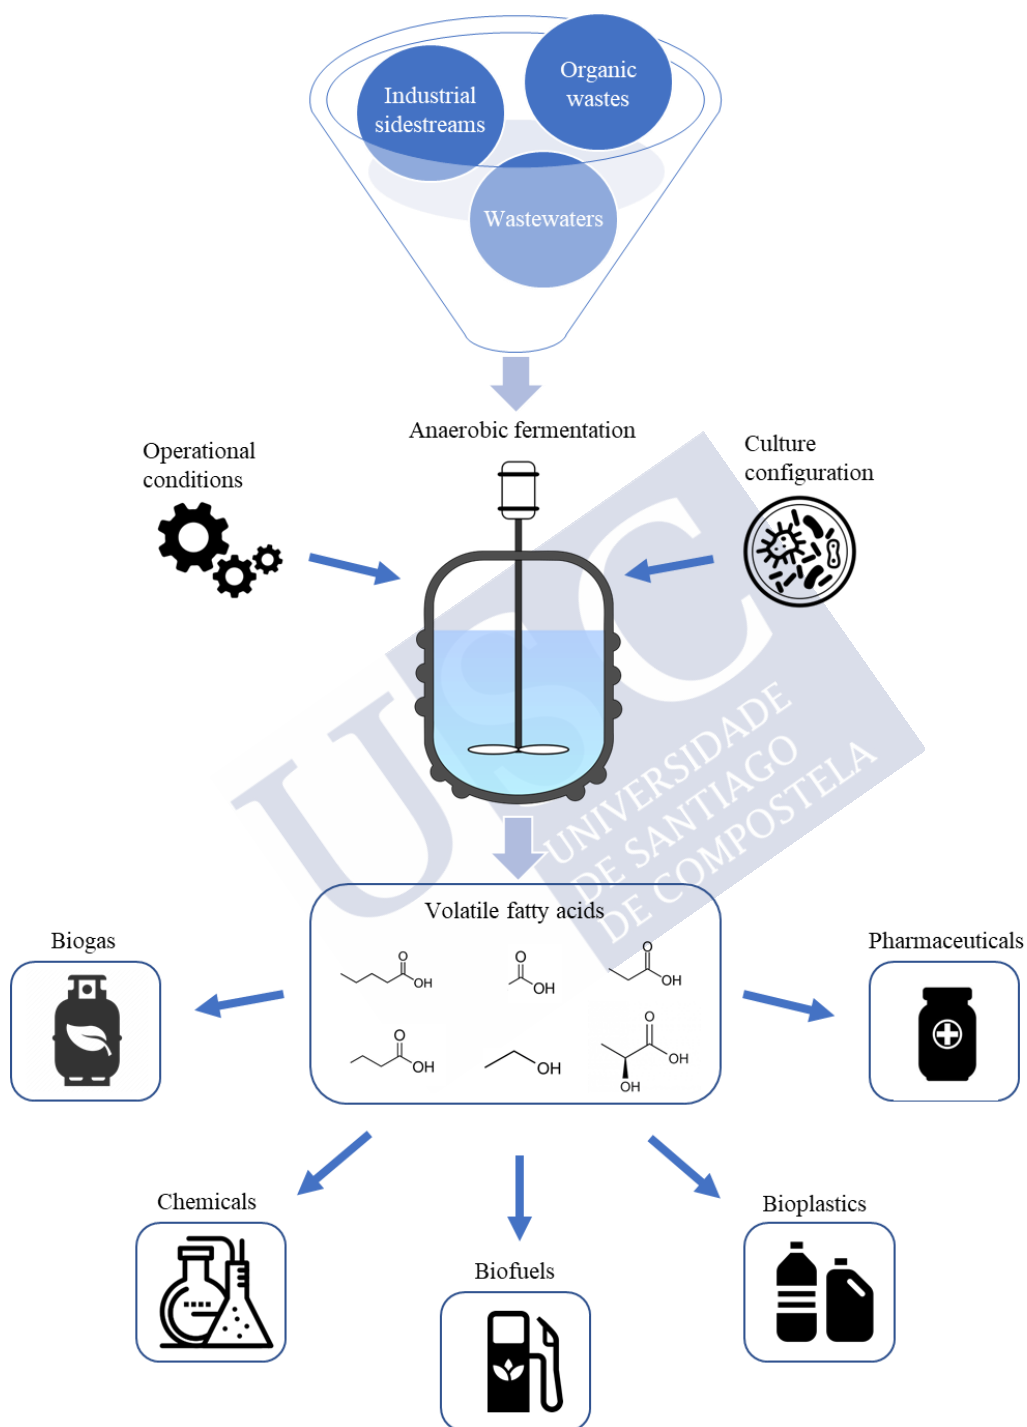 Industrial
sidestreams
Organic
wastes
Wastewaters
Anaerobic fermentation
Operational
conditions
Culture
configuration
USC
UNIVERSIDADE
DE SANTIAGO
DE COMPOSTELA
Volatile fatty acids
O
OH
O
OH
O
OH
O
OH
OH
O
OH
OH
Biogas
Pharmaceuticals
Chemicals
Biofuels
Bioplastics